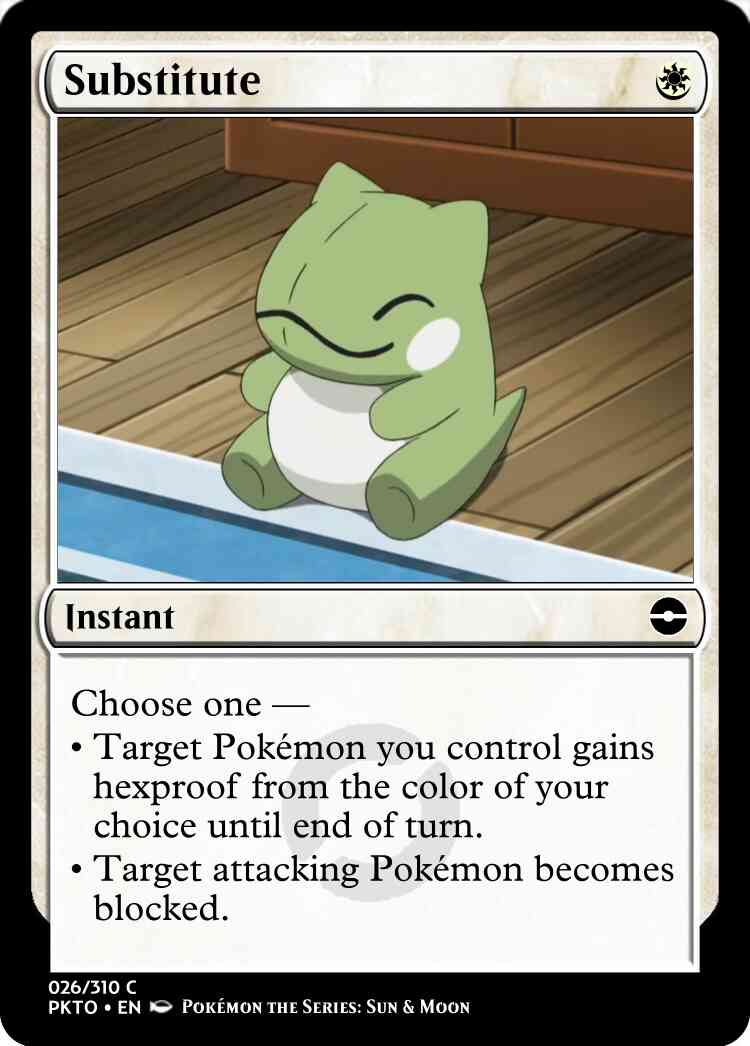 Substitute
Instant
Choose one —
• Target Pokémon you control gains
hexproof from the color of your
choice until end of turn.
• Target attacking Pokémon becomes
blocked.
026/310 C
PKTO • EN Pokémon the Series: Sun & Moon